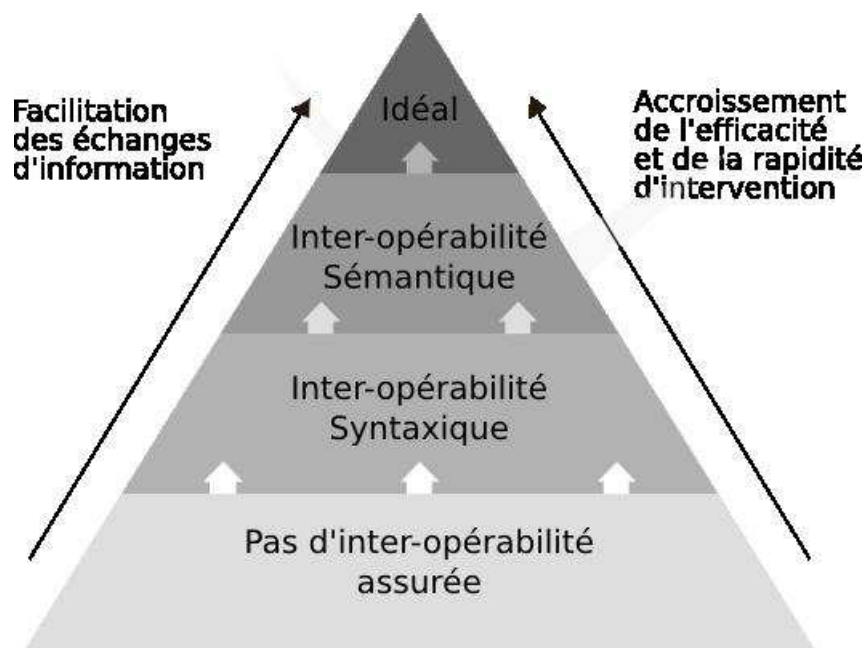 Facilitation
des échanges
d'information
Accroissement
de l'efficacité
et de la rapidité
d'intervention
Idéal
Inter-opérabilité
Sémantique
Inter-opérabilité
Syntaxique
Pas d'inter-opérabilité
assurée